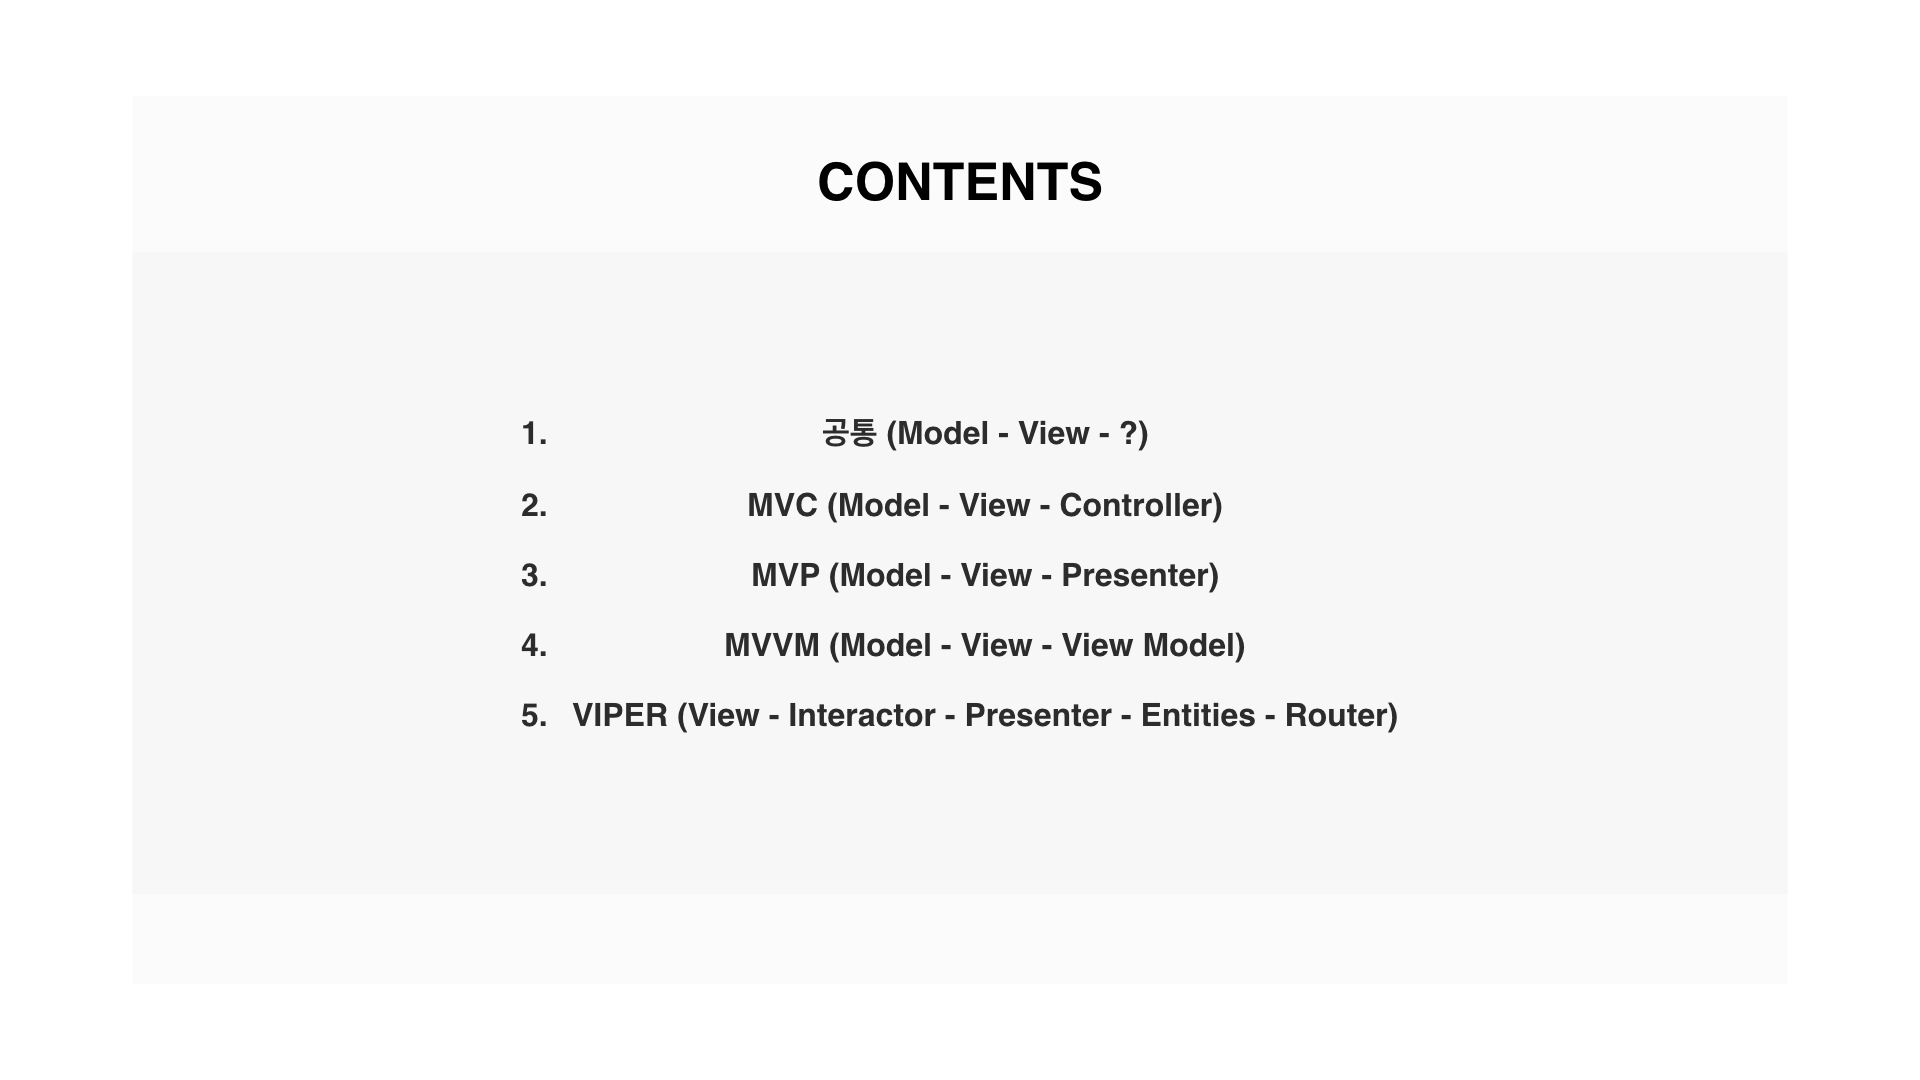 CONTENTS
1. 공통 (Model - View - ?)
2. MVC (Model - View - Controller)
3. MVP (Model - View - Presenter)
4. MVVM (Model - View - View Model)
5. VIPER (View - Interactor - Presenter - Entities - Router)